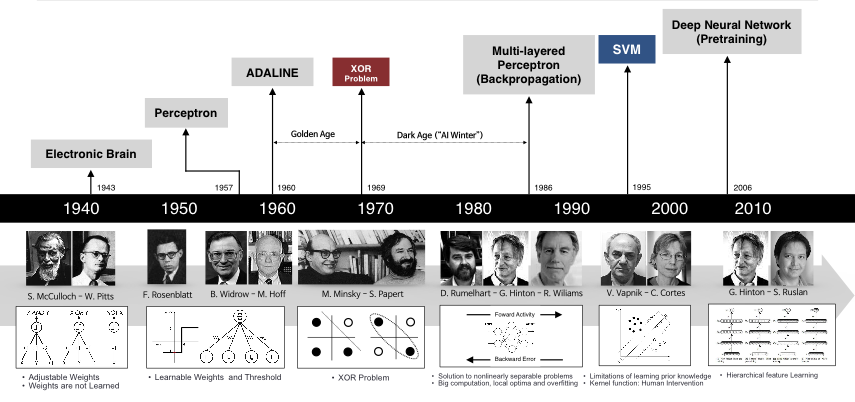 Deep Neural Network
(Pretraining)
Multi-layered
Perceptron
(Backpropagation)
SVM
ADALINE
XOR
Problem
Perceptron
Golden Age
Dark Age ("AI Winter")
Electronic Brain
1943
1957
1960
1969
1986
1995
2006
1940
1950
1960
1970
1980
1990
2000
2010
S. McCulloch – W. Pitts
F. Rosenblatt
B. Widrow – M. Hoff
M. Minsky – S. Papert
D. Rumelhart – G. Hinton – R. Wiliams
V. Vapnik – C. Cortes
G. Hinton – S. Ruslan
Foward Activity
Backward Error
• Adjustable Weights
• Weights are not Learned
• Learnable Weights and Threshold
• XOR Problem
• Solution to nonlinearly separable problems
• Big computation, local optima and overfitting
• Limitations of learning prior knowledge
• Kernel function: Human Intervention
• Hierarchical feature Learning